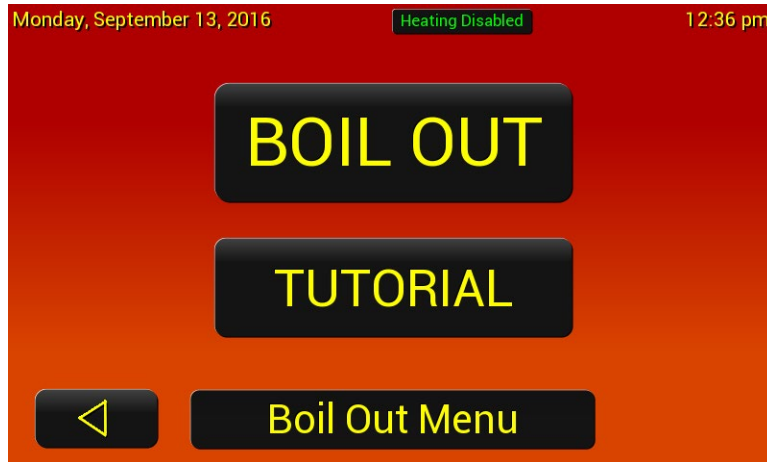 Monday, September 13, 2016 Heating Disabled 12:36 pm
BOIL OUT
TUTORIAL
Boil Out Menu